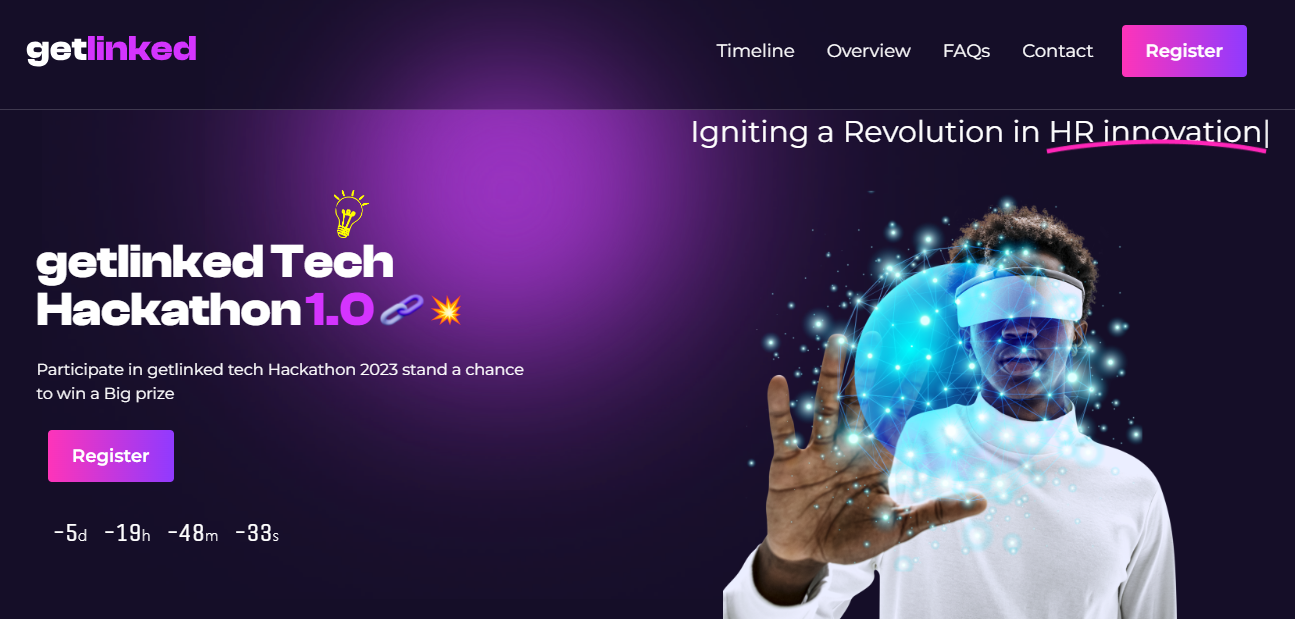 getlinked
Timeline Overview FAQs Contact Register
Igniting a Revolution in HR innovation|
getlinked Tech
Hackathon 1.0
Participate in getlinked tech Hackathon 2023 stand a chance
to win a Big prize
Register
-5d -19h -48m -33s